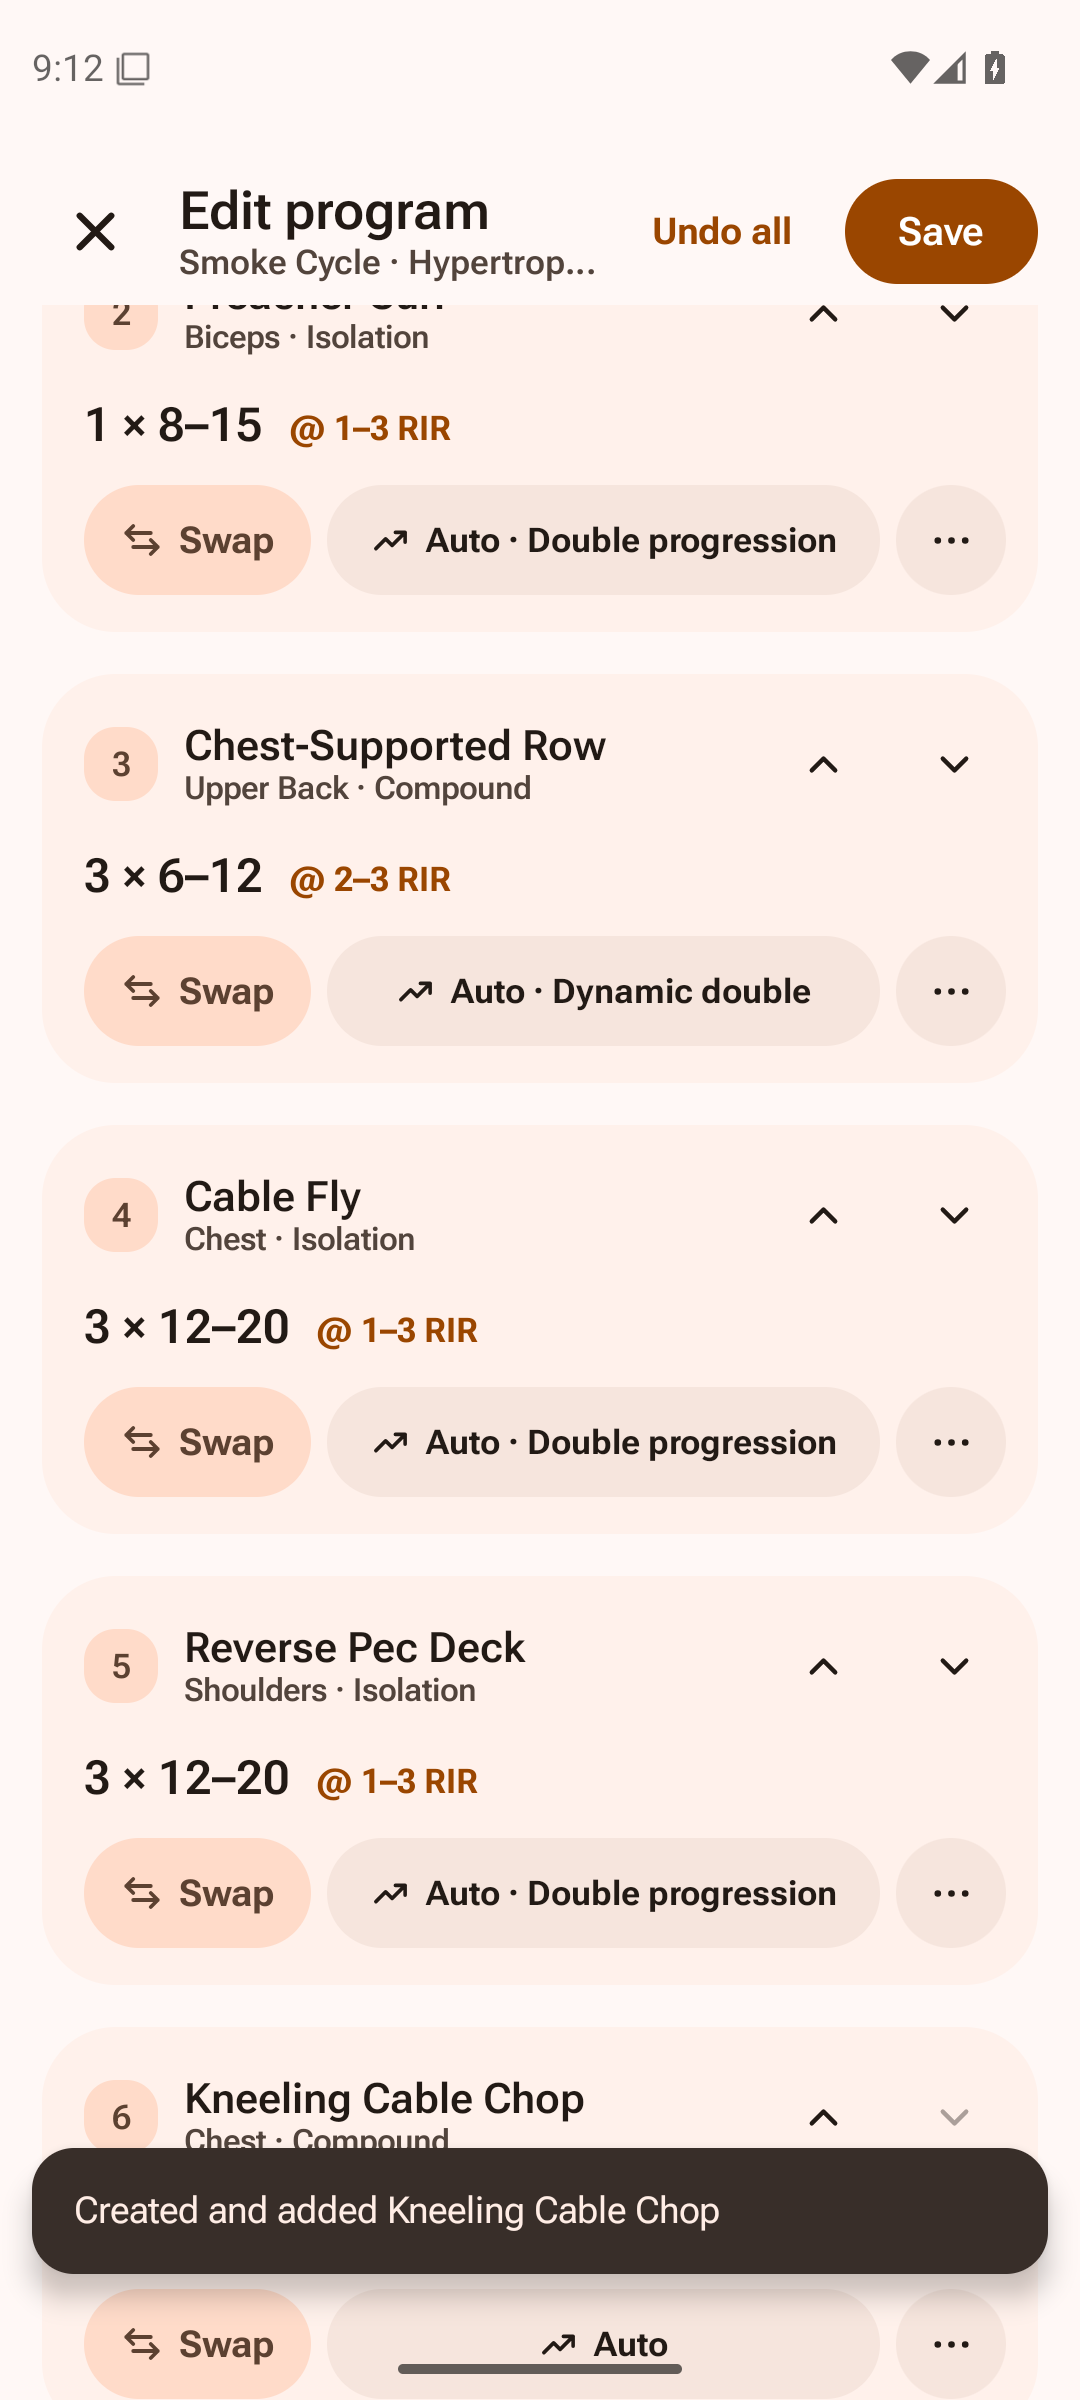 9:12
Edit program
Smoke Cycle · Hypertrop...
Undo all
Save
2
Preacher Curl
Biceps · Isolation
1 × 8–15 @ 1–3 RIR
Swap
Auto · Double progression
3
Chest-Supported Row
Upper Back · Compound
3 × 6–12 @ 2–3 RIR
Swap
Auto · Dynamic double
4
Cable Fly
Chest · Isolation
3 × 12–20 @ 1–3 RIR
Swap
Auto · Double progression
5
Reverse Pec Deck
Shoulders · Isolation
3 × 12–20 @ 1–3 RIR
Swap
Auto · Double progression
6
Kneeling Cable Chop
Chest · Compound
Created and added Kneeling Cable Chop
Swap
Auto